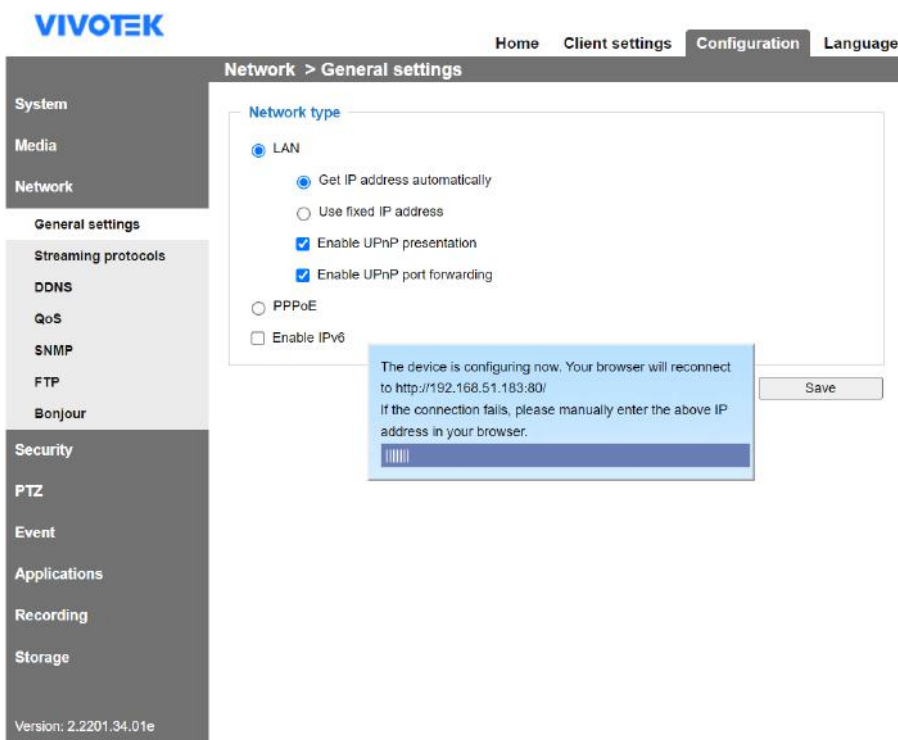 VIVOTEK
Home Client settings Configuration Language
Network > General settings
System
Media
Network
General settings
Streaming protocols
DDNS
QoS
SNMP
FTP
Bonjour
Security
PTZ
Event
Applications
Recording
Storage
Version: 2.2201.34.01e
Network type
LAN
Get IP address automatically
Use fixed IP address
Enable UPnP presentation
Enable UPnP port forwarding
PPPoE
Enable IPv6
The device is configuring now. Your browser will reconnect
to http://192.168.51.183:80/
If the connection fails, please manually enter the above IP
address in your browser.
Save